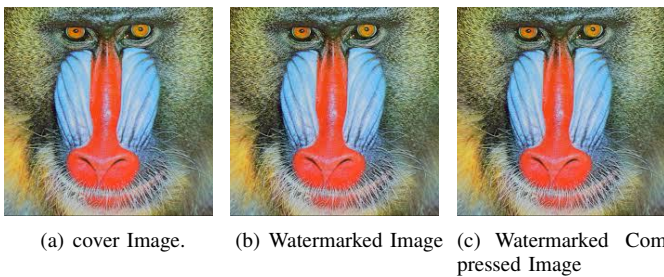 (a) cover Image.
(b) Watermarked Image
(c) Watermarked Com
pressed Image